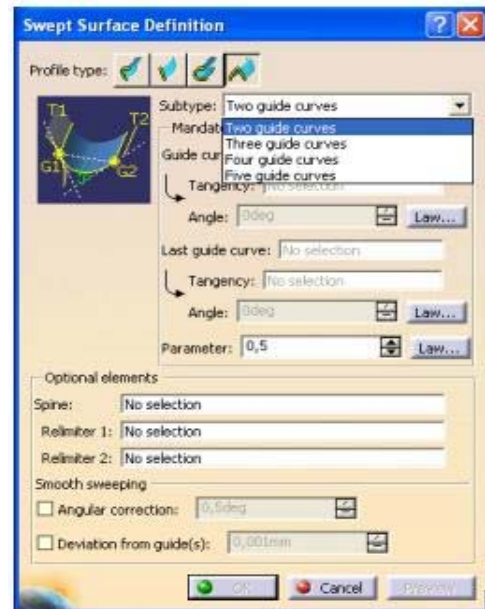 Swept Surface Definition
Profile type:
T1
T2
G1
G2
Subtype: Two guide curves
Two guide curves
Three guide curves
Four guide curves
Five guide curves
Mandat
Guide cur
Tangency: No selection
Angle: 0deg Law...
Last guide curve: No selection
Tangency: No selection
Angle: 0deg Law...
Parameter: 0,5 Law...
Optional elements
Spine: No selection
Relimiter 1: No selection
Relimiter 2: No selection
Smooth sweeping
Angular correction: 0,5deg
Deviation from guide(s): 0,001mm
OK Cancel Preview